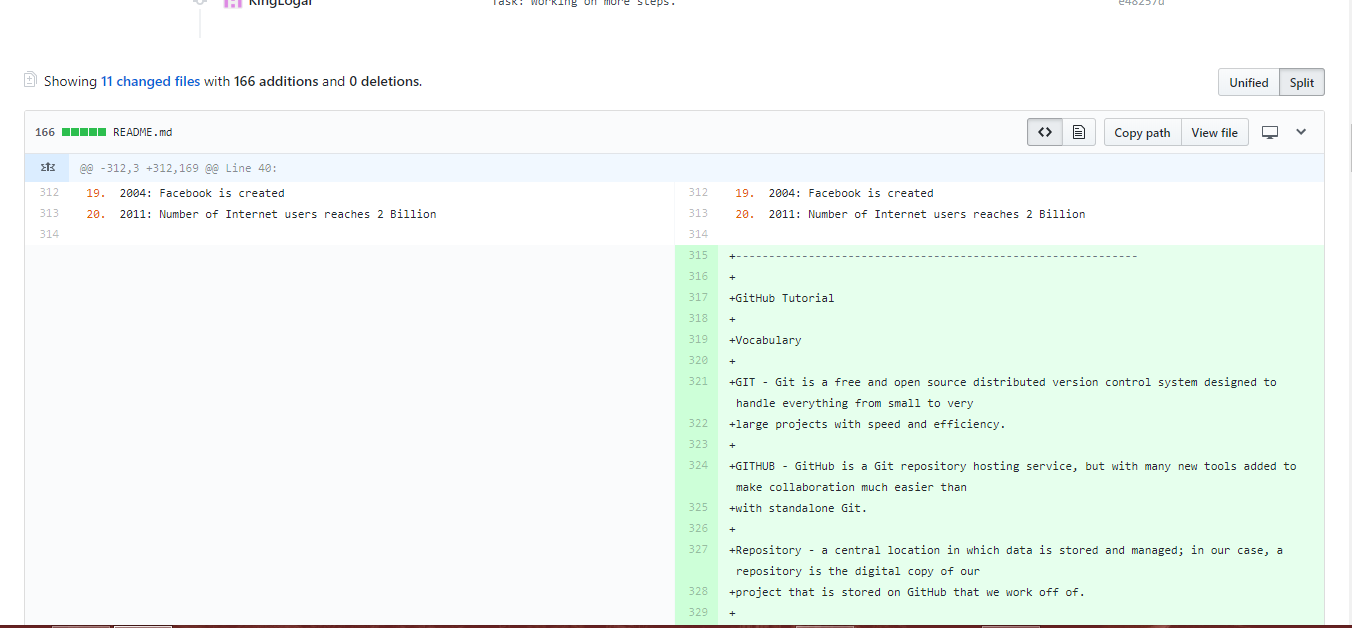 KingLogar Task: Working on more steps. e48257d
Showing 11 changed files with 166 additions and 0 deletions.
Unified Split
166 README.md <> Copy path View file
@@ -312,3 +312,169 @@ Line 40:
312 19. 2004: Facebook is created 312 19. 2004: Facebook is created
313 20. 2011: Number of Internet users reaches 2 Billion 313 20. 2011: Number of Internet users reaches 2 Billion
314 314
315 +-------------------------------------------------------------
316 +
317 +GitHub Tutorial
318 +
319 +Vocabulary
320 +
321 +GIT - Git is a free and open source distributed version control system designed to
handle everything from small to very
322 +large projects with speed and efficiency.
323 +
324 +GITHUB - GitHub is a Git repository hosting service, but with many new tools added to
make collaboration much easier than
325 +with standalone Git.
326 +
327 +Repository - a central location in which data is stored and managed; in our case, a
repository is the digital copy of our
328 +project that is stored on GitHub that we work off of.
329 +